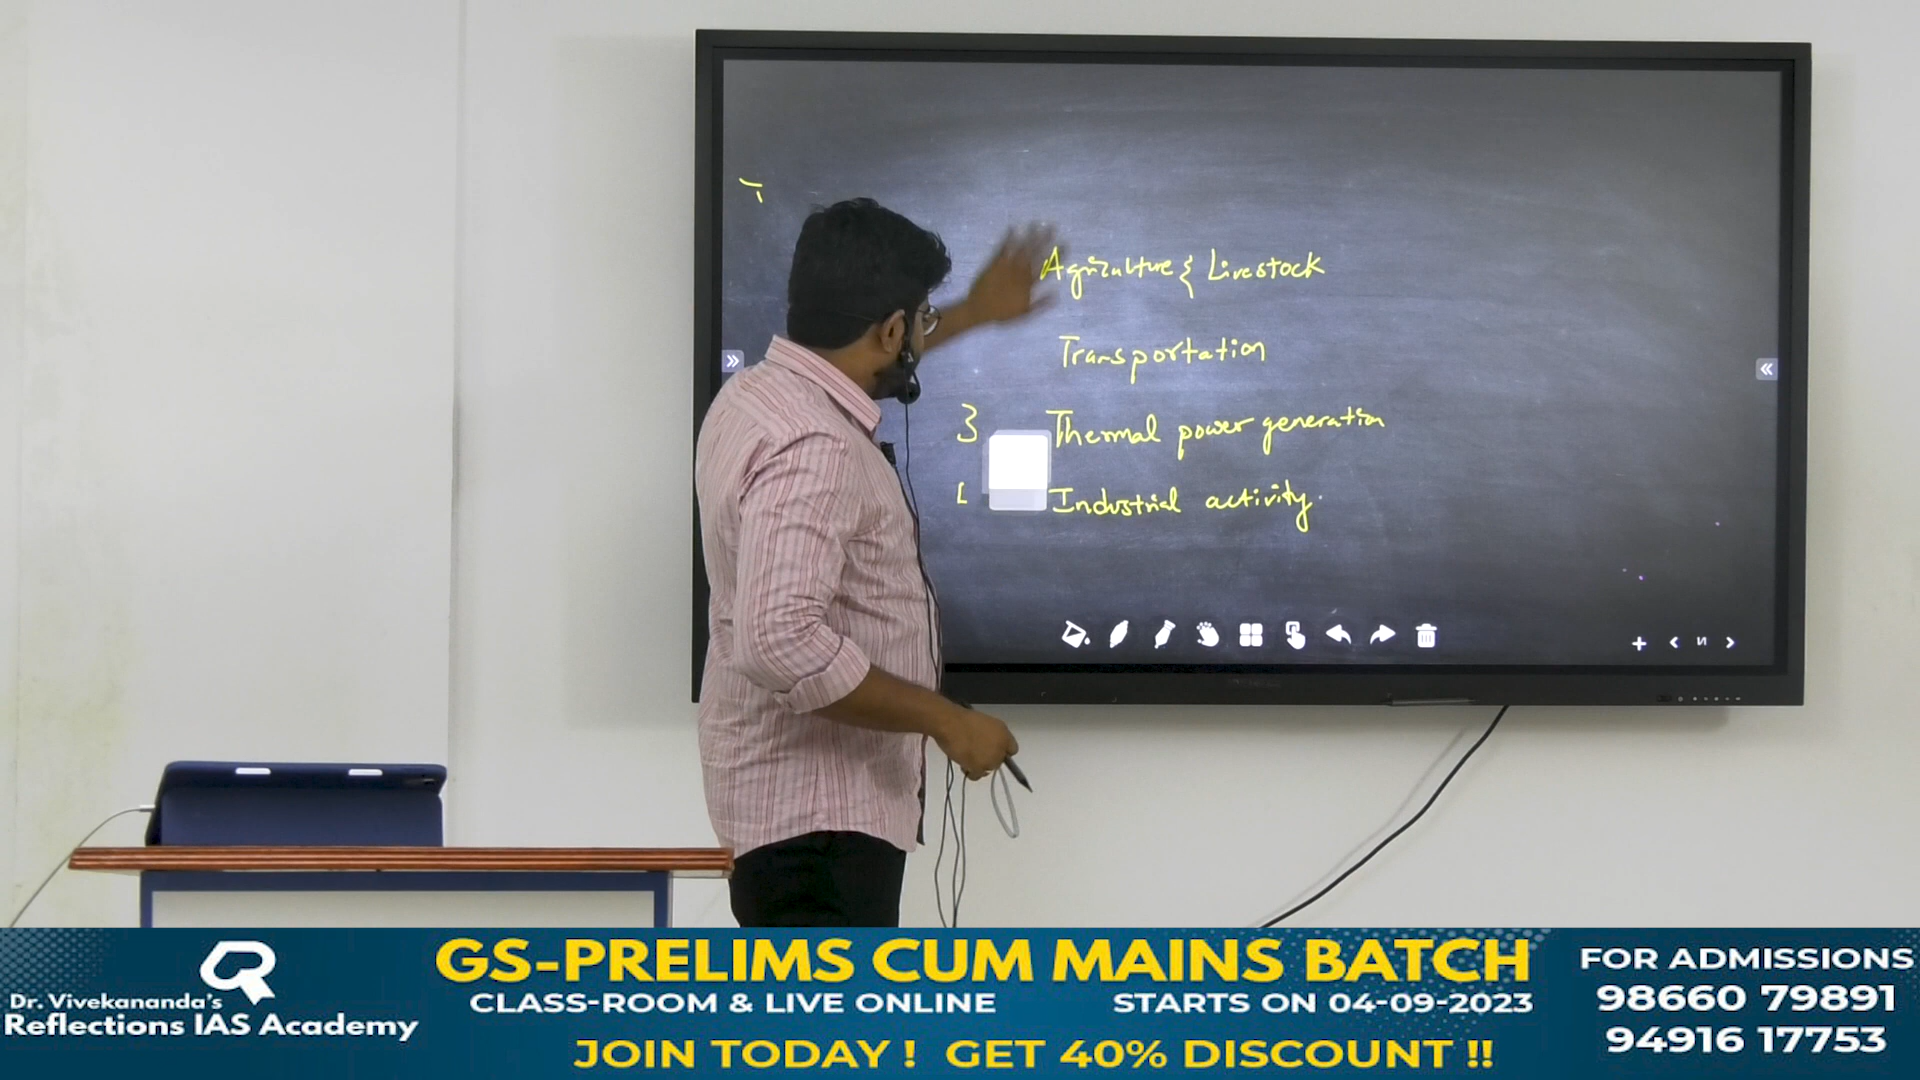 Agriculture & Livestock
Transportation
3 Thermal power generation
Industrial activity.
Dr. Vivekananda's
Reflections IAS Academy
GS-PRELIMS CUM MAINS BATCH
CLASS-ROOM & LIVE ONLINE STARTS ON 04-09-2023
JOIN TODAY ! GET 40% DISCOUNT !!
FOR ADMISSIONS
98660 79891
94916 17753